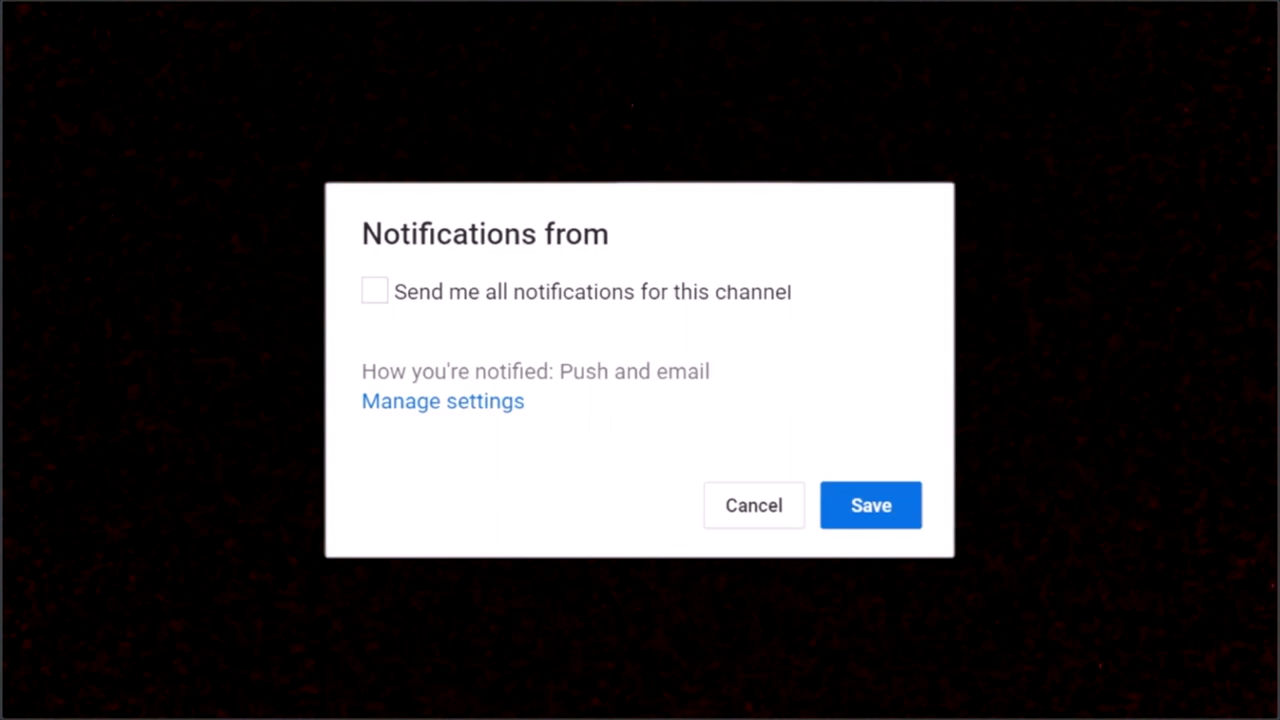 Notifications from
Send me all notifications for this channel
How you're notified: Push and email
Manage settings
Cancel
Save